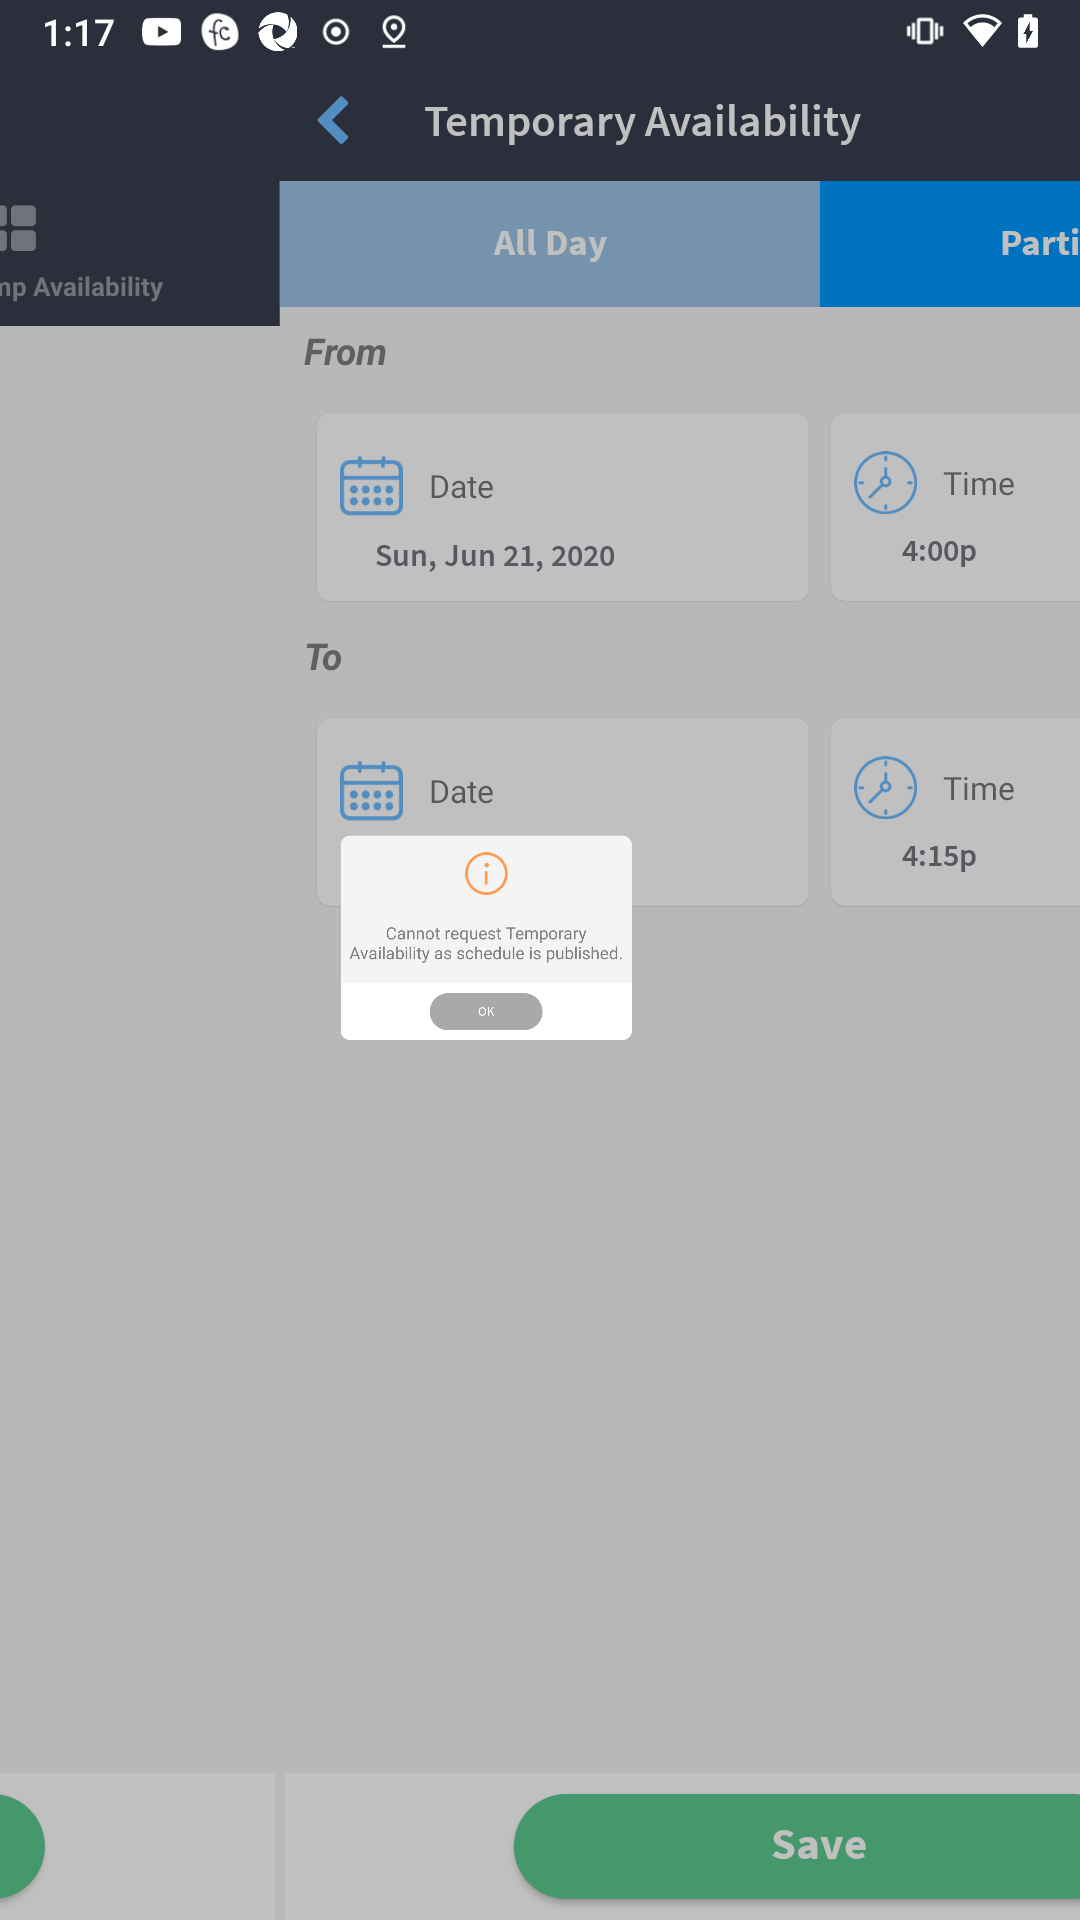 1:17
Temporary Availability
mp Availability
All Day
Parti
From
Date
Time
Sun, Jun 21, 2020
4:00p
To
Date
Time
4:15p
Cannot request Temporary
Availability as schedule is published.
OK
Save